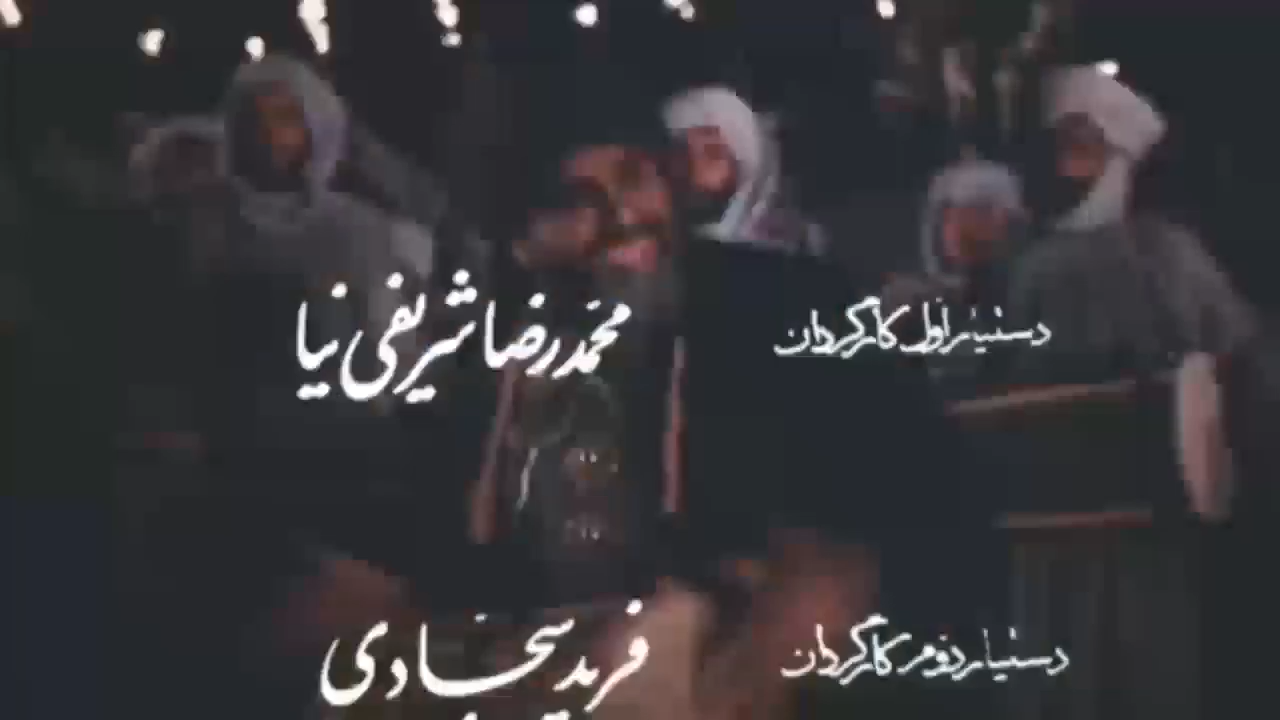 دستیار اول کارگردان محمدرضا شریفی نیا
دستیار دوم کارگردان فرید سجادی